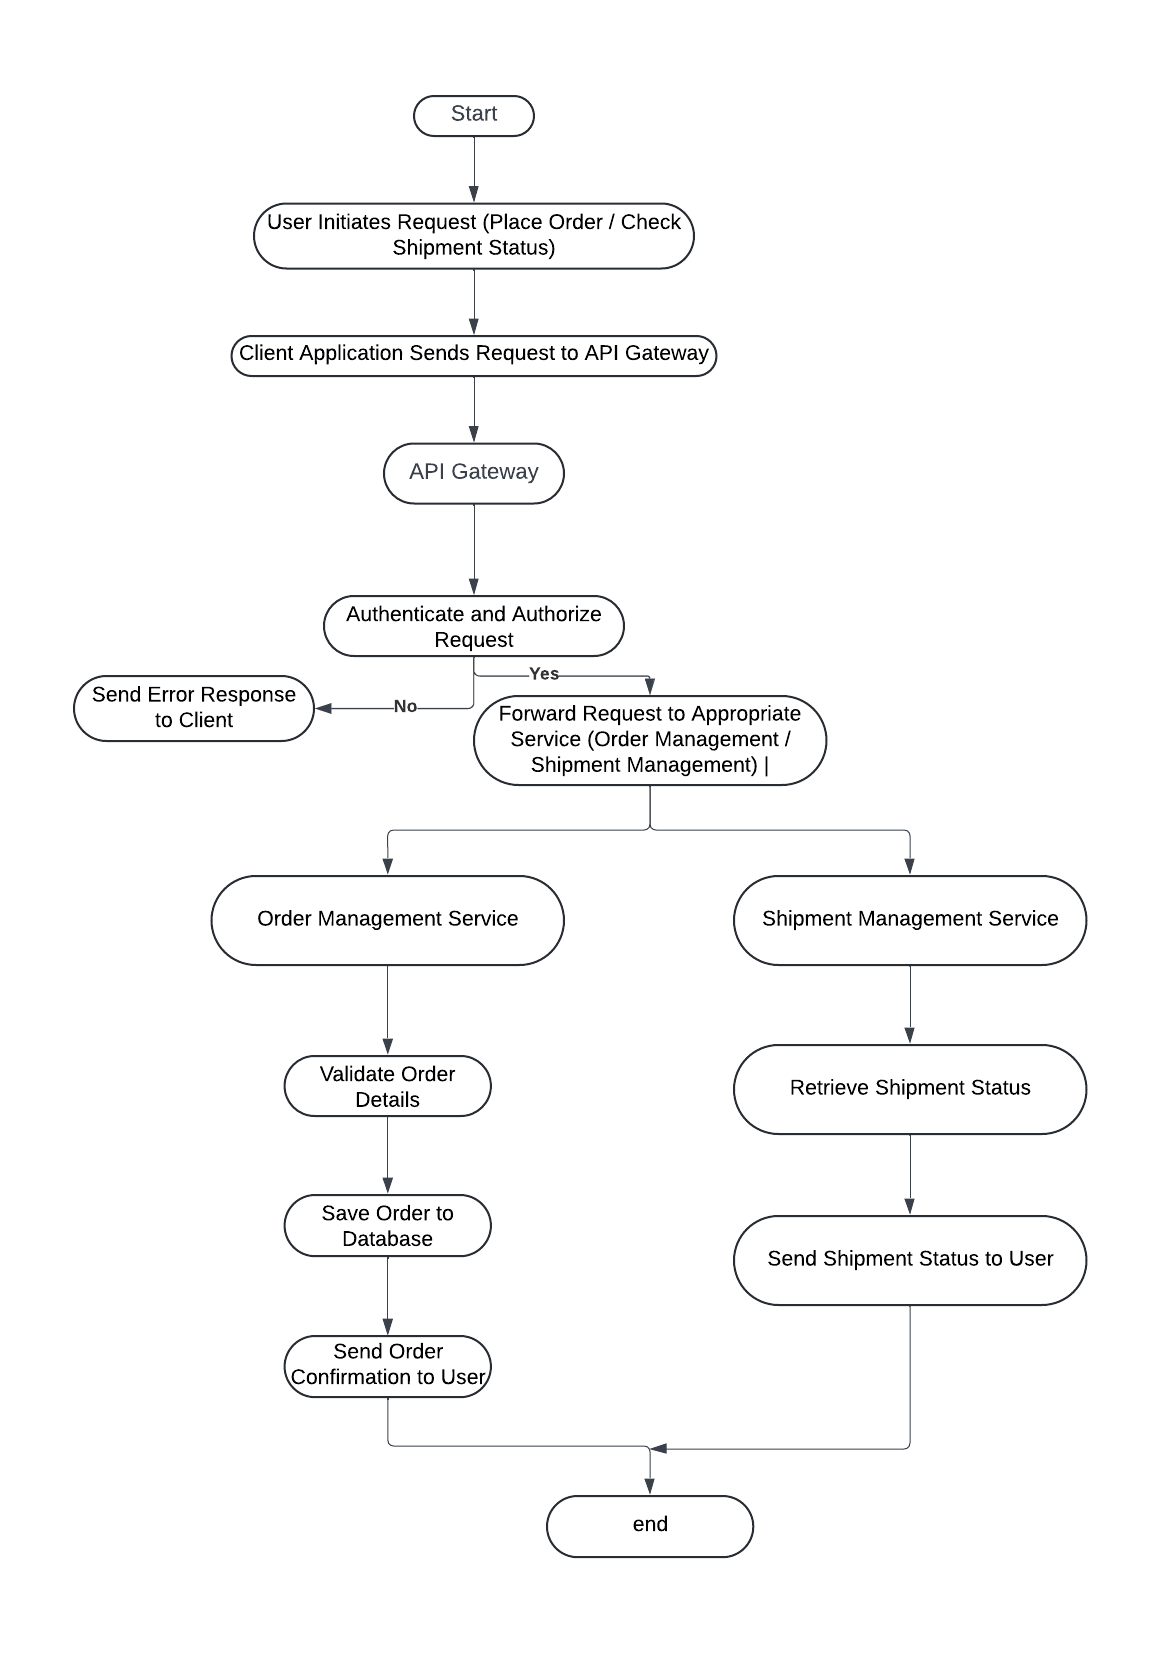 Start
User Initiates Request (Place Order / Check
Shipment Status)
Client Application Sends Request to API Gateway
API Gateway
Authenticate and Authorize
Request
Yes
No
Send Error Response
to Client
Forward Request to Appropriate
Service (Order Management /
Shipment Management) |
Order Management Service
Shipment Management Service
Validate Order
Details
Retrieve Shipment Status
Save Order to
Database
Send Shipment Status to User
Send Order
Confirmation to User
end